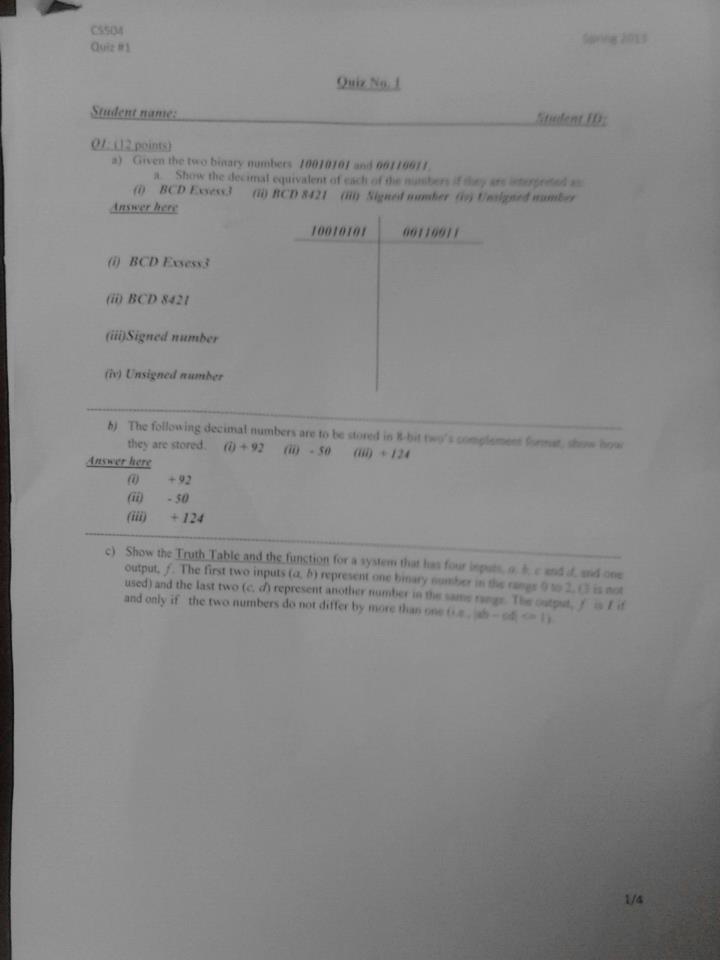 CS504
Spring 2013
Quiz #1
Quiz No. 1
Student name:
Student ID:
Q1: (12 points)
a) Given the two binary numbers 10010101 and 00110011.
a. Show the decimal equivalent of each of the numbers if they are interpreted as:
(i) BCD Exsess3 (ii) BCD 8421 (iii) Signed number (iv) Unsigned number
Answer here
10010101 00110011
(i) BCD Exsess3
(ii) BCD 8421
(iii)Signed number
(iv) Unsigned number
b) The following decimal numbers are to be stored in 8-bit two's complement format, show how
they are stored. (i) + 92 (ii) - 50 (iii) + 124
Answer here
(i) + 92
(ii) - 50
(iii) + 124
c) Show the Truth Table and the function for a system that has four inputs, a, b, c and d, and one
output, f. The first two inputs (a, b) represent one binary number in the range 0 to 2, (3 is not
used) and the last two (c, d) represent another number in the same range. The output, f is 1 if
and only if the two numbers do not differ by more than one (i.e., |ab – cd| <= 1).
1/4